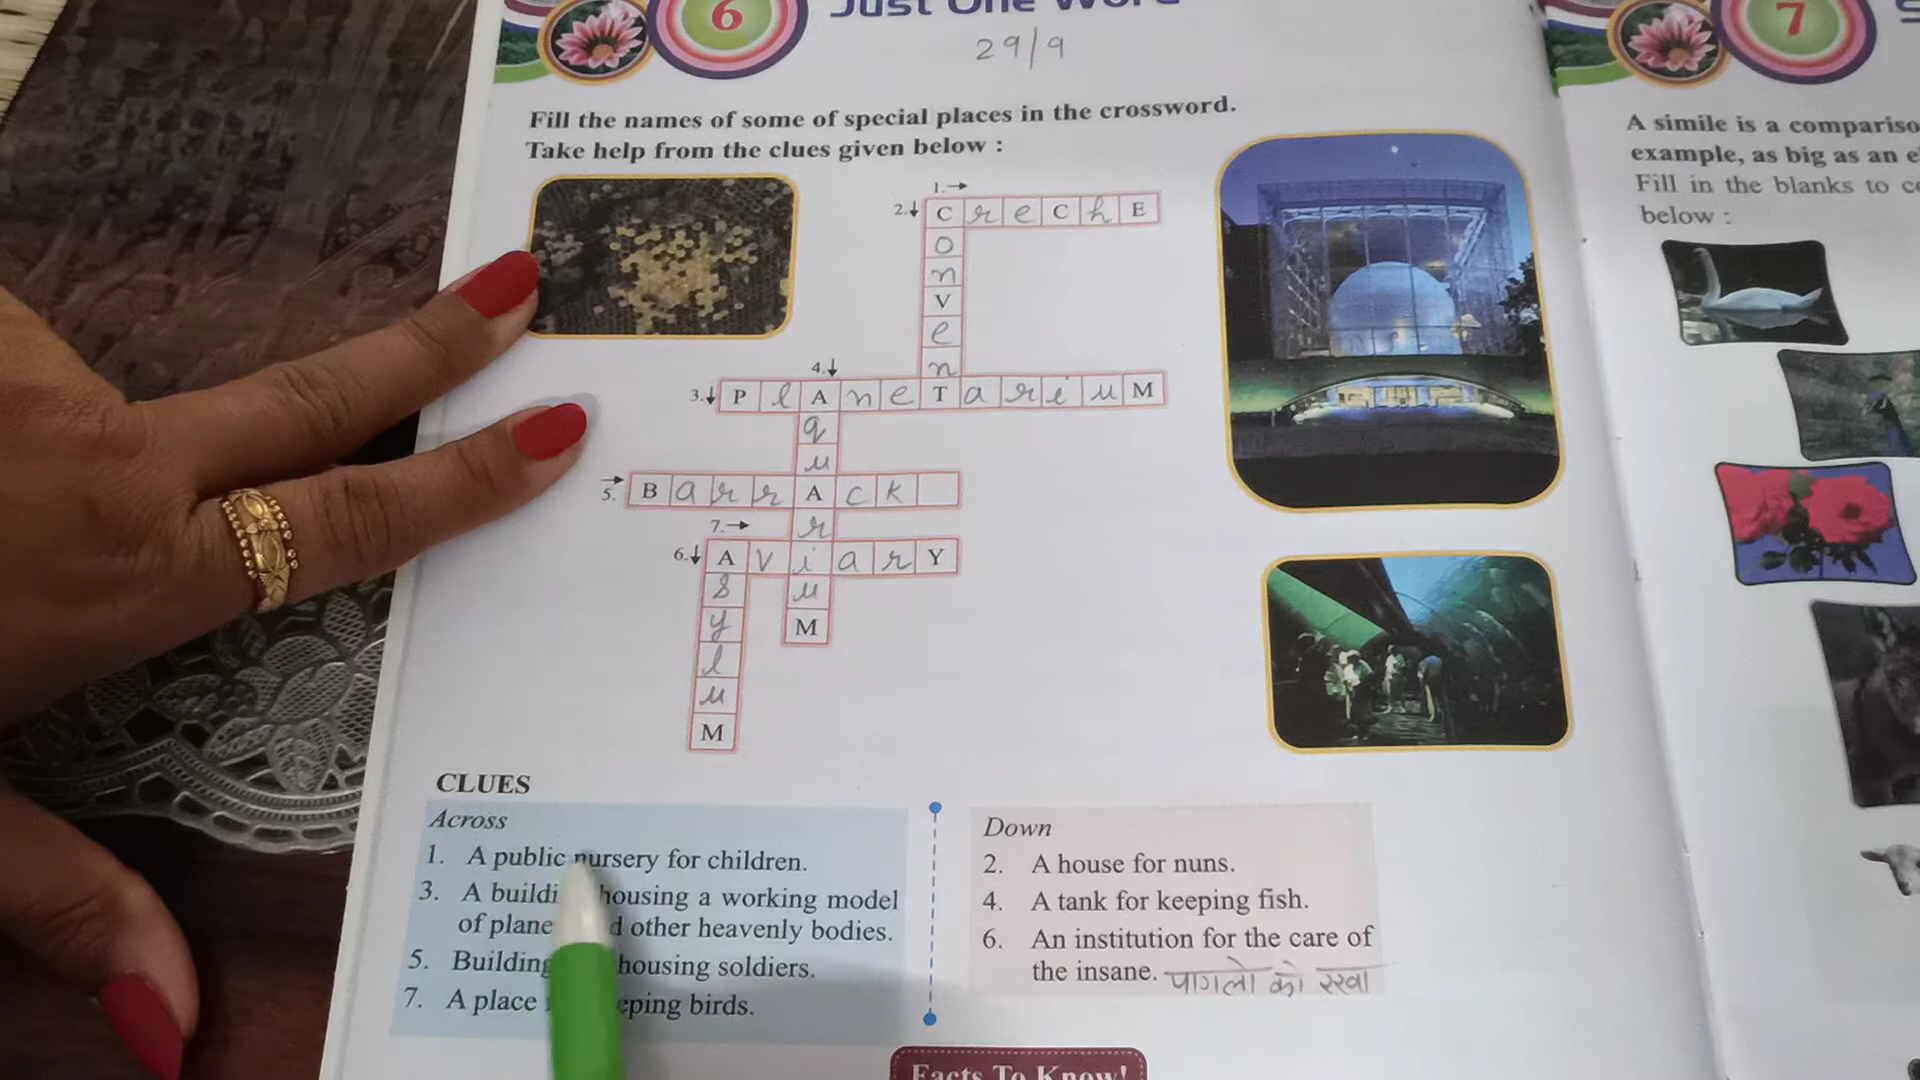 6
Just One Word
29/9
7
Fill the names of some of special places in the crossword.
Take help from the clues given below :
1.→
2.↓ C r e c h E
o
n
v
e
n
4.↓
3.↓ P l A n e T a r i u M
q
u
5.→ B a r r A c k
r
7.→
6.↓ A v i a r Y
s u
y M
l
u
M
CLUES
Across
1. A public nursery for children.
3. A buildi housing a working model
of plane d other heavenly bodies.
5. Building housing soldiers.
7. A place eping birds.
Down
2. A house for nuns.
4. A tank for keeping fish.
6. An institution for the care of
the insane. पागलो को रखा
Facts To Know!
A simile is a compariso
example, as big as an e
Fill in the blanks to c
below :